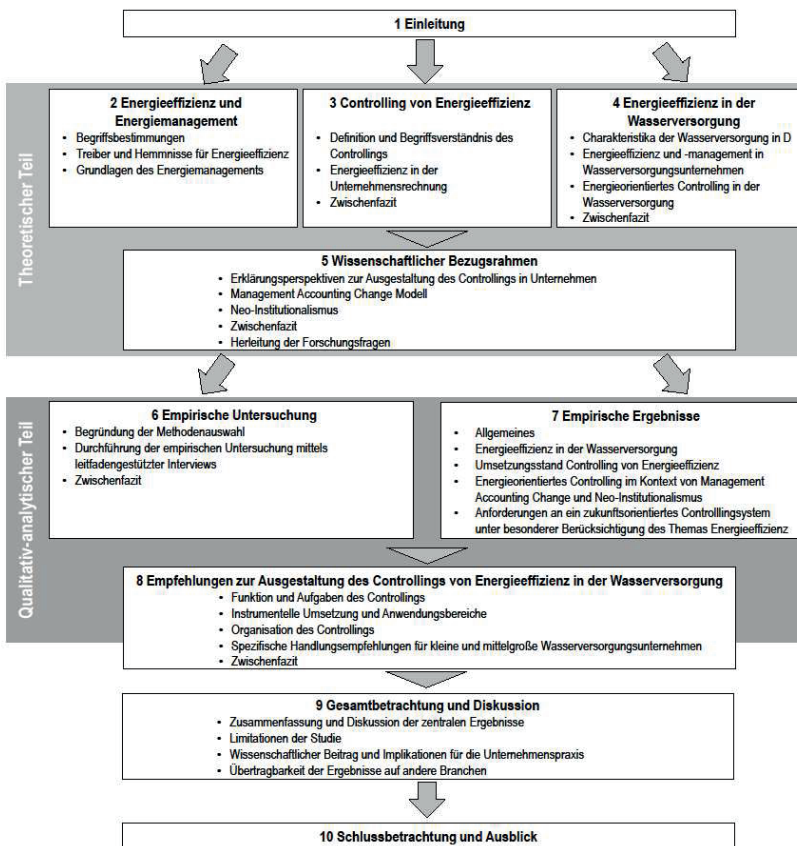 1 Einleitung
Theoretischer Teil
2 Energieeffizienz und
Energiemanagement
• Begriffsbestimmungen
• Treiber und Hemmnisse für Energieeffizienz
• Grundlagen des Energiemanagements
3 Controlling von Energieeffizienz
• Definition und Begriffsverständnis des
Controllings
• Energieeffizienz in der
Unternehmensrechnung
• Zwischenfazit
4 Energieeffizienz in der
Wasserversorgung
• Charakteristika der Wasserversorgung in D
• Energieeffizienz und -management in
Wasserversorgungsunternehmen
• Energieorientiertes Controlling in der
Wasserversorgung
• Zwischenfazit
5 Wissenschaftlicher Bezugsrahmen
• Erklärungsperspektiven zur Ausgestaltung des Controllings in Unternehmen
• Management Accounting Change Modell
• Neo-Institutionalismus
• Zwischenfazit
• Herleitung der Forschungsfragen
Qualitativ-analytischer Teil
6 Empirische Untersuchung
• Begründung der Methodenauswahl
• Durchführung der empirischen Untersuchung mittels
leitfadengestützter Interviews
• Zwischenfazit
7 Empirische Ergebnisse
• Allgemeines
• Energieeffizienz in der Wasserversorgung
• Umsetzungsstand Controlling von Energieeffizienz
• Energieorientiertes Controlling im Kontext von Management
Accounting Change und Neo-Institutionalismus
• Anforderungen an ein zukunftsorientiertes Controlllingsystem
unter besonderer Berücksichtigung des Themas Energieeffizienz
8 Empfehlungen zur Ausgestaltung des Controllings von Energieeffizienz in der Wasserversorgung
• Funktion und Aufgaben des Controllings
• Instrumentelle Umsetzung und Anwendungsbereiche
• Organisation des Controllings
• Spezifische Handlungsempfehlungen für kleine und mittelgroße Wasserversorgungsunternehmen
• Zwischenfazit
9 Gesamtbetrachtung und Diskussion
• Zusammenfassung und Diskussion der zentralen Ergebnisse
• Limitationen der Studie
• Wissenschaftlicher Beitrag und Implikationen für die Unternehmenspraxis
• Übertragbarkeit der Ergebnisse auf andere Branchen
10 Schlussbetrachtung und Ausblick